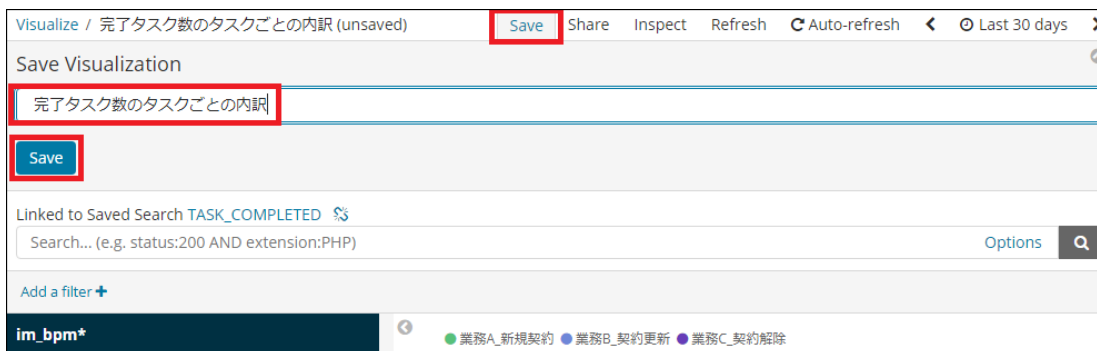 Visualize / 完了タスク数のタスクごとの内訳 (unsaved) Save Share Inspect Refresh Auto-refresh Last 30 days
Save Visualization
完了タスク数のタスクごとの内訳
Save
Linked to Saved Search TASK_COMPLETED
Search... (e.g. status:200 AND extension:PHP) Options
Add a filter +
im_bpm* 業務A_新規契約 業務B_契約更新 業務C_契約解除